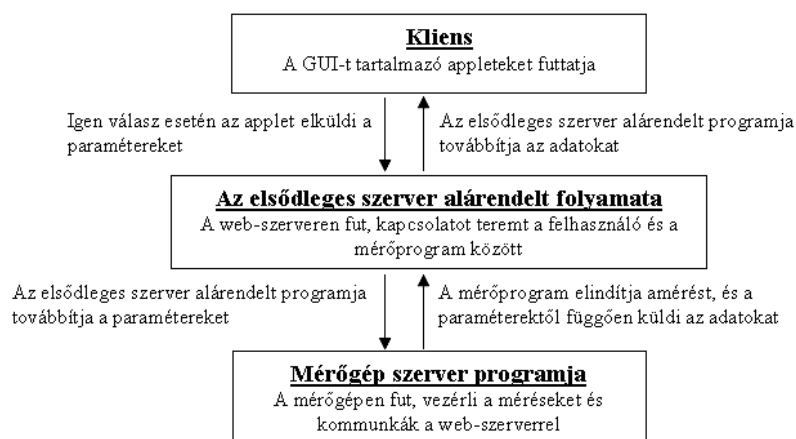 Kliens
A GUI-t tartalmazó appleteket futtatja
Igen válasz esetén az applet elküldi a
paramétereket
Az elsődleges szerver alárendelt programja
továbbítja az adatokat
Az elsődleges szerver alárendelt folyamata
A web-szerveren fut, kapcsolatot teremt a felhasználó és a
mérőprogram között
Az elsődleges szerver alárendelt programja
továbbítja a paramétereket
A mérőprogram elindítja amérést, és a
paraméterektől függően küldi az adatokat
Mérőgép szerver programja
A mérőgépen fut, vezérli a méréseket és
kommunkák a web-szerverrel